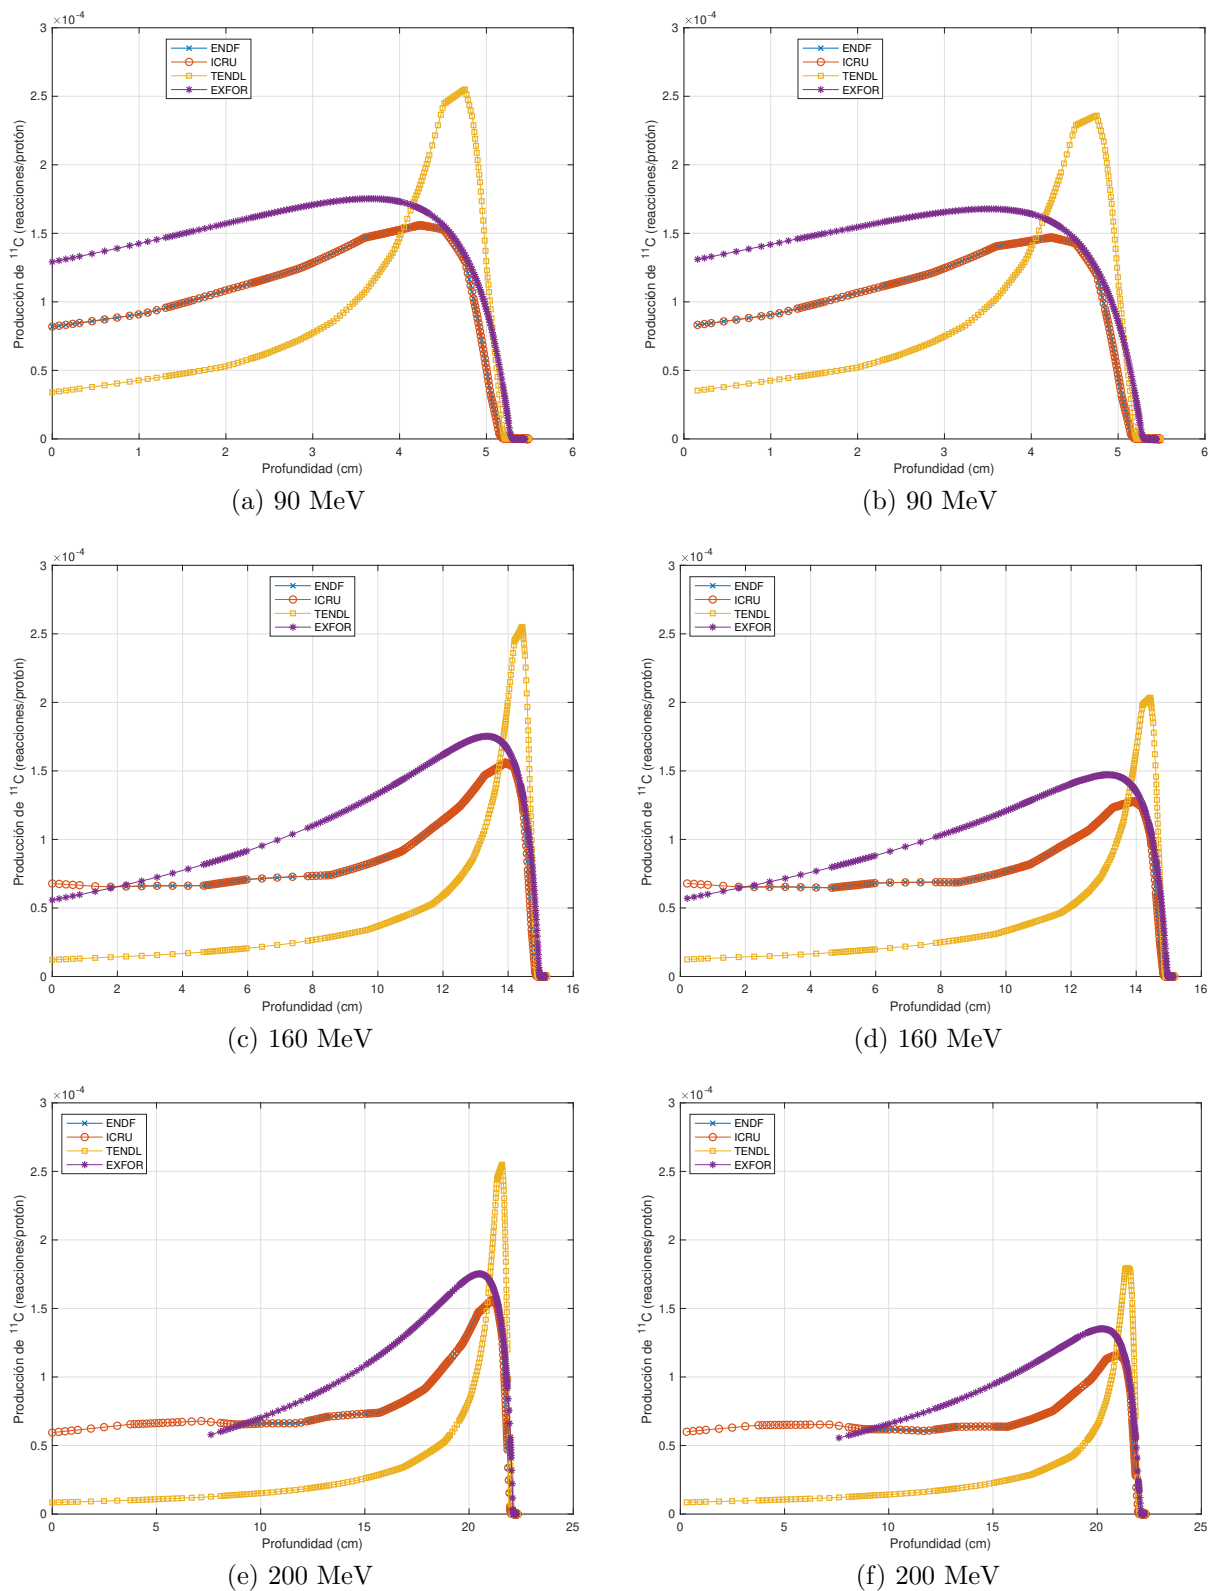 ×10⁻⁴
3
2.5
2
1.5
1
0.5
0
Producción de ¹¹C (reacciones/protón)
ENDF
ICRU
TENDL
EXFOR
0 1 2 3 4 5 6
Profundidad (cm)
(a) 90 MeV
×10⁻⁴
3
2.5
2
1.5
1
0.5
0
Producción de ¹¹C (reacciones/protón)
ENDF
ICRU
TENDL
EXFOR
0 1 2 3 4 5 6
Profundidad (cm)
(b) 90 MeV
×10⁻⁴
3
2.5
2
1.5
1
0.5
0
Producción de ¹¹C (reacciones/protón)
ENDF
ICRU
TENDL
EXFOR
0 2 4 6 8 10 12 14 16
Profundidad (cm)
(c) 160 MeV
×10⁻⁴
3
2.5
2
1.5
1
0.5
0
Producción de ¹¹C (reacciones/protón)
ENDF
ICRU
TENDL
EXFOR
0 2 4 6 8 10 12 14 16
Profundidad (cm)
(d) 160 MeV
×10⁻⁴
3
2.5
2
1.5
1
0.5
0
Producción de ¹¹C (reacciones/protón)
ENDF
ICRU
TENDL
EXFOR
0 5 10 15 20 25
Profundidad (cm)
(e) 200 MeV
×10⁻⁴
3
2.5
2
1.5
1
0.5
0
Producción de ¹¹C (reacciones/protón)
ENDF
ICRU
TENDL
EXFOR
0 5 10 15 20 25
Profundidad (cm)
(f) 200 MeV